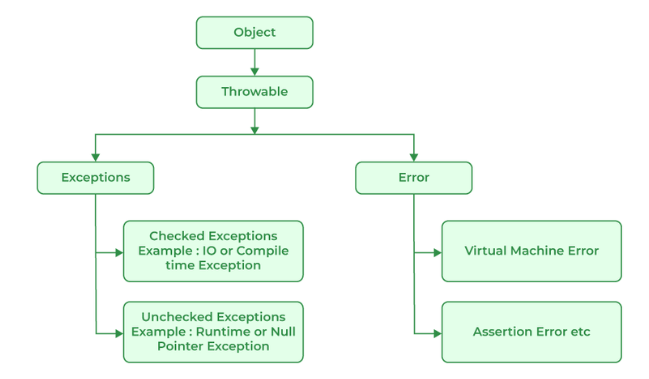 Object
Throwable
Exceptions
Error
Checked Exceptions
Example : IO or Compile
time Exception
Virtual Machine Error
Unchecked Exceptions
Example : Runtime or Null
Pointer Exception
Assertion Error etc